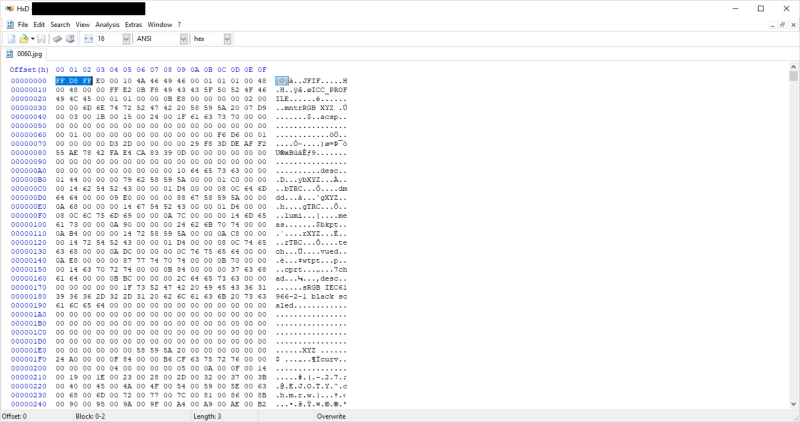 HxD -
File Edit Search View Analysis Extras Window ?
16 ANSI hex
0060.jpg
Offset(h) 00 01 02 03 04 05 06 07 08 09 0A 0B 0C 0D 0E 0F
00000000 FF D8 FF E0 00 10 4A 46 49 46 00 01 01 01 00 48 ÿØÿà..JFIF.....H
00000010 00 48 00 00 FF E2 0B F8 49 43 43 5F 50 52 4F 46 .H..ÿâ.øICC_PROF
00000020 49 4C 45 00 01 01 00 00 0B E8 00 00 00 00 02 00 ILE......è......
00000030 00 00 6D 6E 74 72 52 47 42 20 58 59 5A 20 07 D9 ..mntrRGB XYZ .Ù
00000040 00 03 00 1B 00 15 00 24 00 1F 61 63 73 70 00 00 .......$..acsp..
00000050 00 00 00 00 00 00 00 00 00 00 00 00 00 00 00 00 ................
00000060 00 01 00 00 00 00 00 00 00 00 00 00 F6 D6 00 01 ............öÖ..
00000070 00 00 00 00 D3 2D 00 00 00 00 29 F8 3D DE AF F2 ....Ó-....)ø=Þ¯ò
00000080 55 AE 78 42 FA E4 CA 83 39 0D 00 00 00 00 00 00 U®xBúäÊƒ9.......
00000090 00 00 00 00 00 00 00 00 00 00 00 00 00 00 00 00 ................
000000A0 00 00 00 00 00 00 00 00 00 10 64 65 73 63 00 00 ..........desc..
000000B0 01 44 00 00 00 79 62 58 59 5A 00 00 01 C0 00 00 .D...ybXYZ...À..
000000C0 00 14 62 54 52 43 00 00 01 D4 00 00 08 0C 64 6D ..bTRC...Ô....dm
000000D0 64 64 00 00 09 E0 00 00 00 88 67 58 59 5A 00 00 dd...à...ˆgXYZ..
000000E0 0A 68 00 00 00 14 67 54 52 43 00 00 01 D4 00 00 .h....gTRC...Ô..
000000F0 08 0C 6C 75 6D 69 00 00 0A 7C 00 00 00 14 6D 65 ..lumi...|....me
00000100 61 73 00 00 0A 90 00 00 00 24 62 6B 70 74 00 00 as.......$bkpt..
00000110 0A B4 00 00 00 14 72 58 59 5A 00 00 0A C8 00 00 .´....rXYZ...È..
00000120 00 14 72 54 52 43 00 00 01 D4 00 00 08 0C 74 65 ..rTRC...Ô....te
00000130 63 68 00 00 0A DC 00 00 00 0C 76 75 65 64 00 00 ch...Ü....vued..
00000140 0A E8 00 00 00 87 77 74 70 74 00 00 0B 70 00 00 .è...‡wtpt...p..
00000150 00 14 63 70 72 74 00 00 0B 84 00 00 00 37 63 68 ..cprt...„...7ch
00000160 61 64 00 00 0B BC 00 00 00 2C 64 65 73 63 00 00 ad...¼...,desc..
00000170 00 00 00 00 00 1F 73 52 47 42 20 49 45 43 36 31 ......sRGB IEC61
00000180 39 36 36 2D 32 2D 31 20 62 6C 61 63 6B 20 73 63 966-2-1 black sc
00000190 61 6C 65 64 00 00 00 00 00 00 00 00 00 00 00 00 aled............
000001A0 00 00 00 00 00 00 00 00 00 00 00 00 00 00 00 00 ................
000001B0 00 00 00 00 00 00 00 00 00 00 00 00 00 00 00 00 ................
000001C0 00 00 00 00 00 00 00 00 00 00 00 00 00 00 00 00 ................
000001D0 00 00 00 00 00 00 00 00 00 00 00 00 00 00 00 00 ................
000001E0 00 00 00 00 00 00 58 59 5A 20 00 00 00 00 00 00 ......XYZ ......
000001F0 24 A0 00 00 0F 84 00 00 B6 CF 63 75 72 76 00 00 $ ...„..¶Ïcurv..
00000200 00 00 00 00 04 00 00 00 00 05 00 0A 00 0F 00 14 ................
00000210 00 19 00 1E 00 23 00 28 00 2D 00 32 00 37 00 3B .....#.(.-.2.7.;
00000220 00 40 00 45 00 4A 00 4F 00 54 00 59 00 5E 00 63 .@.E.J.O.T.Y.^.c
00000230 00 68 00 6D 00 72 00 77 00 7C 00 81 00 86 00 8B .h.m.r.w.|...†.‹
00000240 00 90 00 95 00 9A 00 9F 00 A4 00 A9 00 AE 00 B2 ...•.š.Ÿ.¤.©.®.²
Offset: 0 Block: 0-2 Length: 3 Overwrite